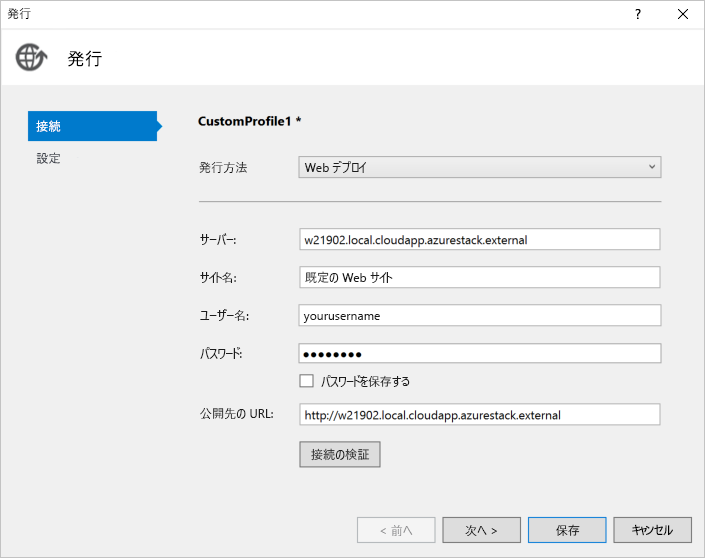 発行
?
発行
接続
設定
CustomProfile1 *
発行方法
Web デプロイ
サーバー:
w21902.local.cloudapp.azurestack.external
サイト名:
既定の Web サイト
ユーザー名:
yourusername
パスワード:
●●●●●●●●
パスワードを保存する
公開先の URL:
http://w21902.local.cloudapp.azurestack.external
接続の検証
< 前へ
次へ >
保存
キャンセル